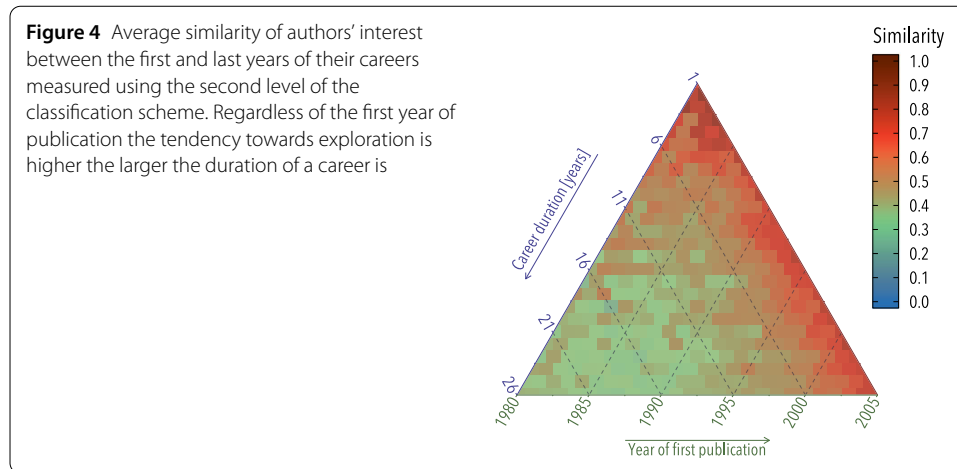 Figure 4 Average similarity of authors' interest
between the first and last years of their careers
measured using the second level of the
classification scheme. Regardless of the first year of
publication the tendency towards exploration is
higher the larger the duration of a career is
Similarity
1.0
0.9
0.8
0.7
0.6
0.5
0.4
0.3
0.2
0.1
0.0
Career duration [years]
1
6
11
16
21
26
1980
1985
1990
1995
2000
2005
Year of first publication